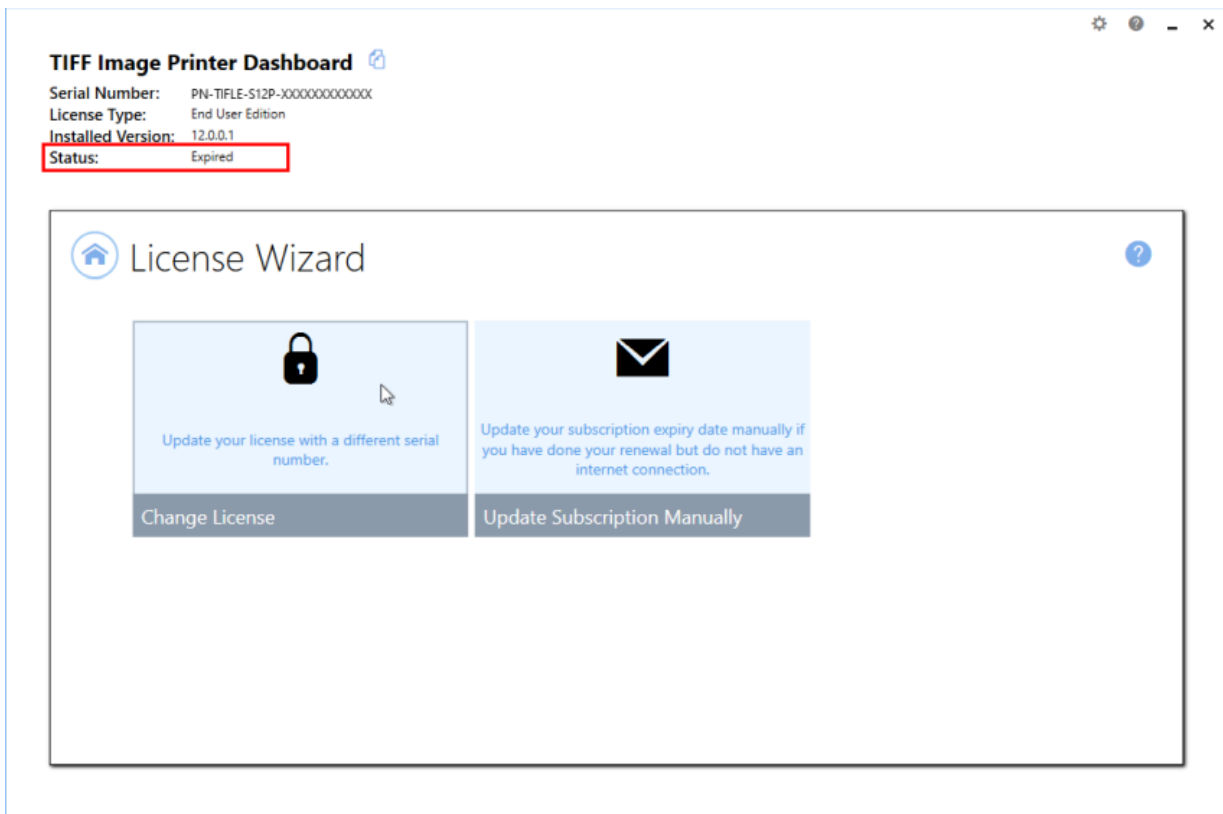 TIFF Image Printer Dashboard
Serial Number: PN-TIFLE-S12P-XXXXXXXXXXXX
License Type: End User Edition
Installed Version: 12.0.0.1
Status: Expired
License Wizard
?
Update your license with a different serial
number.
Change License
Update your subscription expiry date manually if
you have done your renewal but do not have an
internet connection.
Update Subscription Manually